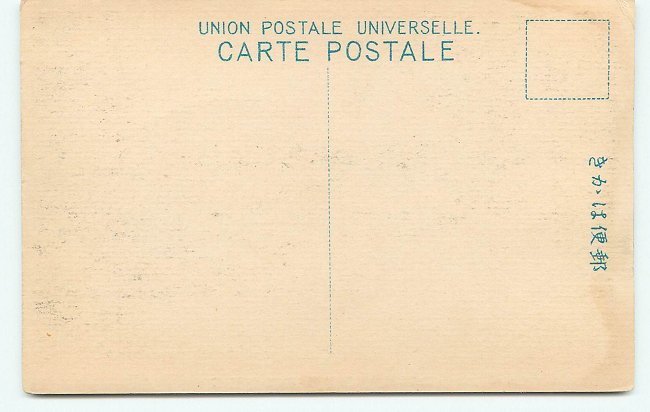 UNION POSTALE UNIVERSELLE.
CARTE POSTALE
郵便はかき